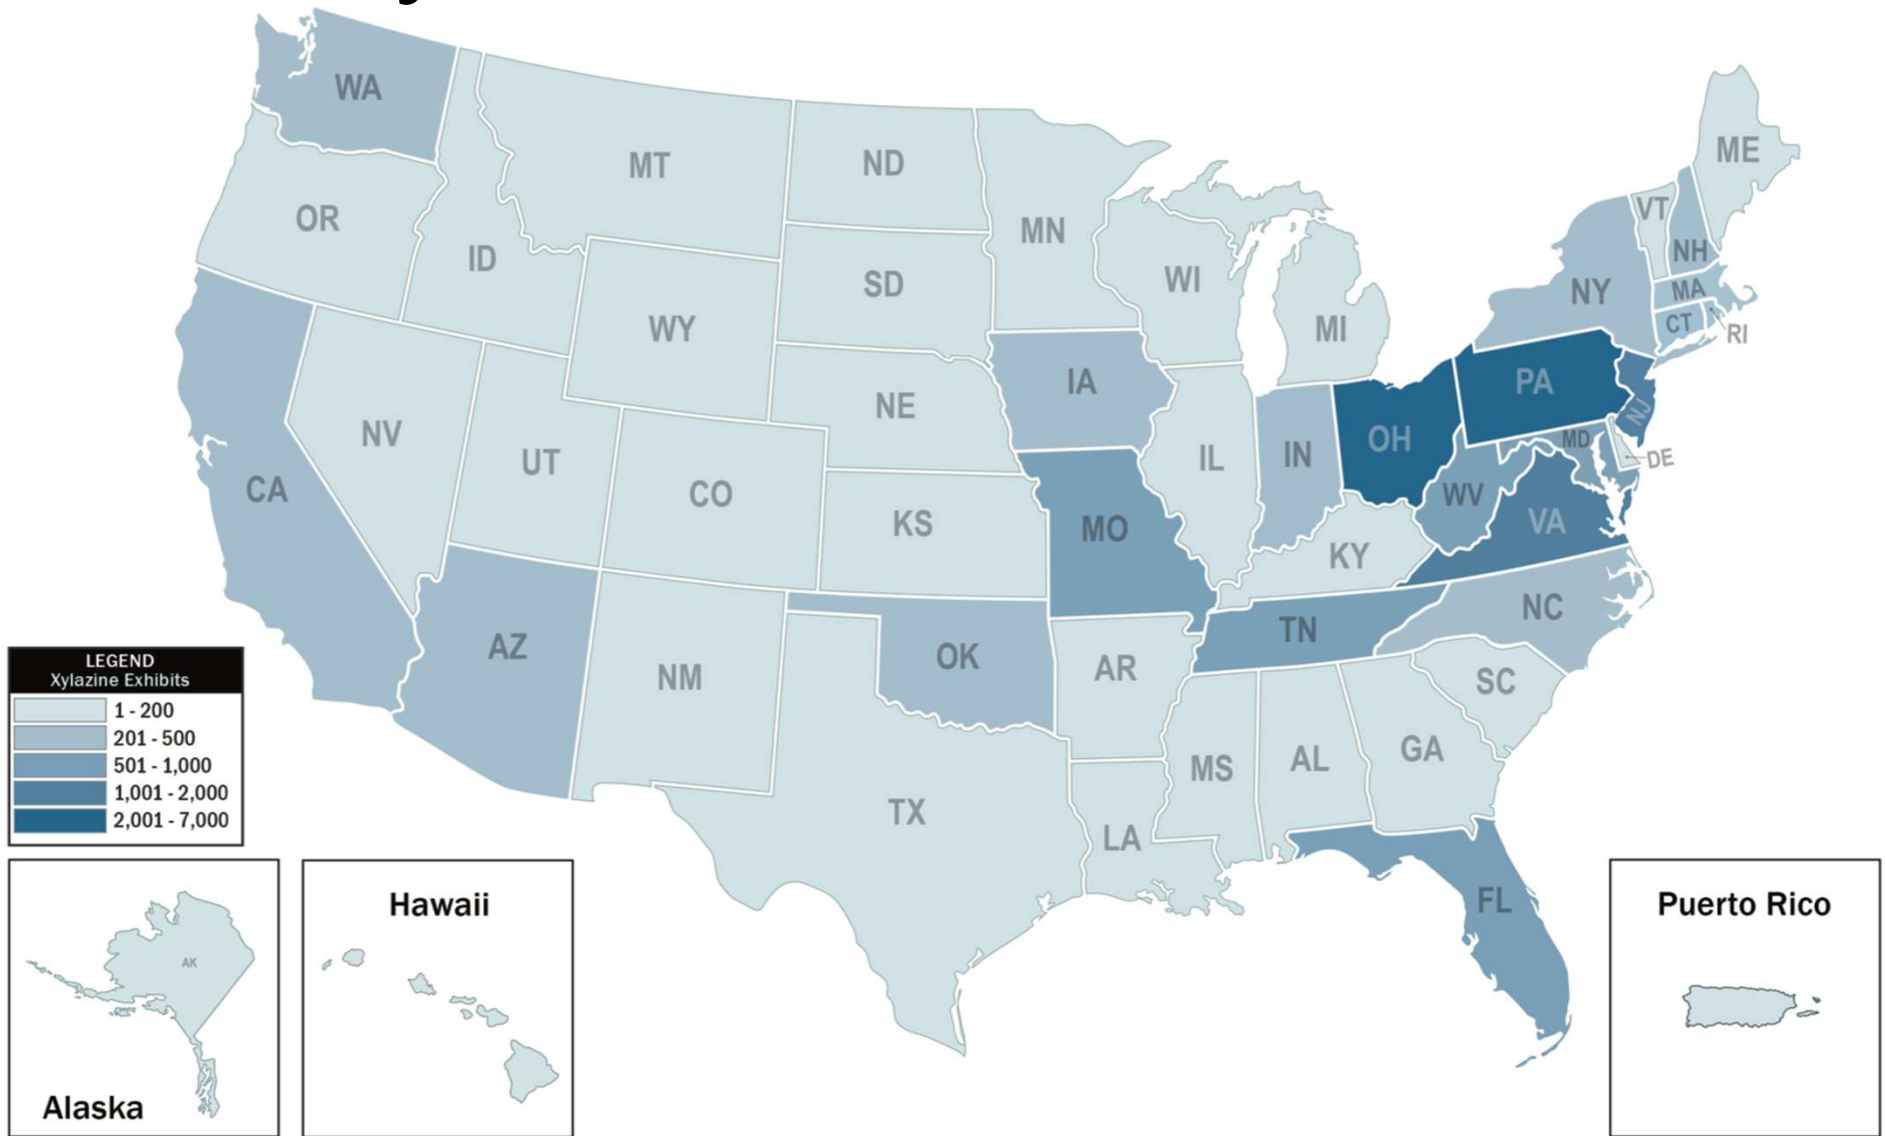 WA
MT
ND
MN
OR
ID
SD
WY
WI
MI
ME
VT
NH
NY
MA
CT
RI
IA
NE
PA
NJ
NV
UT
CO
IL
IN
OH
MD
DE
CA
KS
MO
WV
VA
KY
AZ
NM
OK
AR
TN
NC
SC
TX
LA
MS
AL
GA
FL
LEGEND
Xylazine Exhibits
1 - 200
201 - 500
501 - 1,000
1,001 - 2,000
2,001 - 7,000
AK
Alaska
Hawaii
Puerto Rico